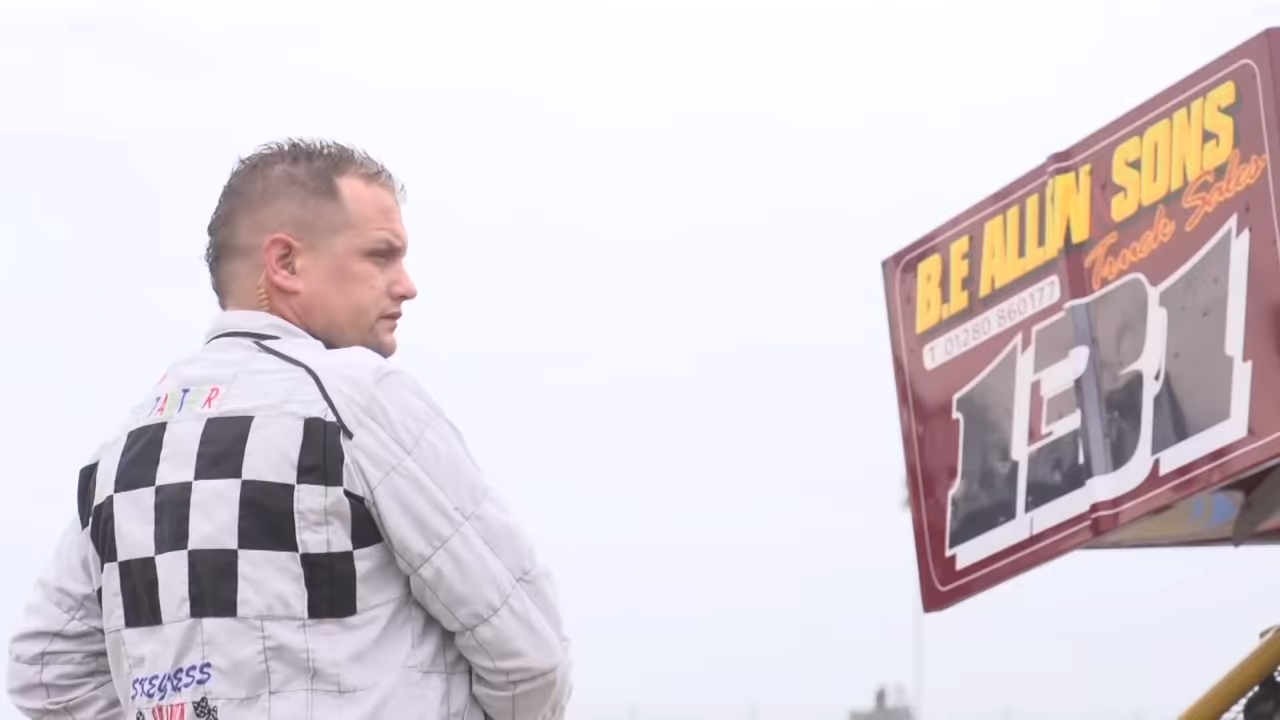 B.E ALLIN SONS
Truck Sales
T 01280 860177
131
SKEGNESS